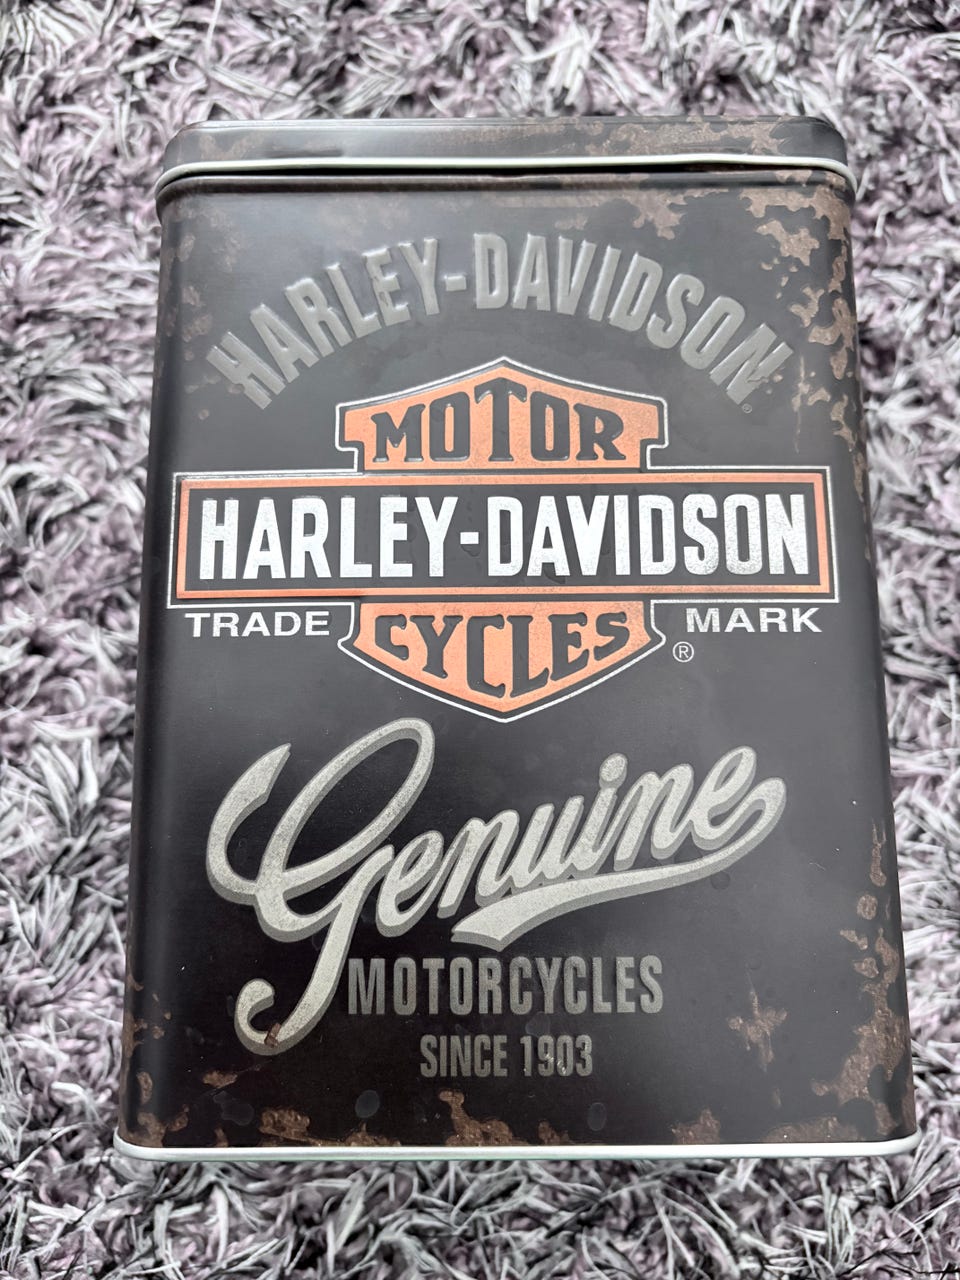 HARLEY-DAVIDSON®
MOTOR
HARLEY-DAVIDSON
TRADE MARK
CYCLES
®
Genuine
MOTORCYCLES
SINCE 1903